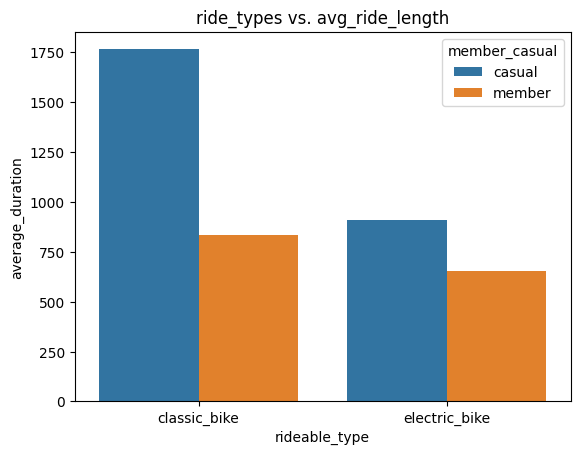 ride_types vs. avg_ride_length
member_casual
casual
member
average_duration
1750
1500
1250
1000
750
500
250
0
classic_bike
electric_bike
rideable_type